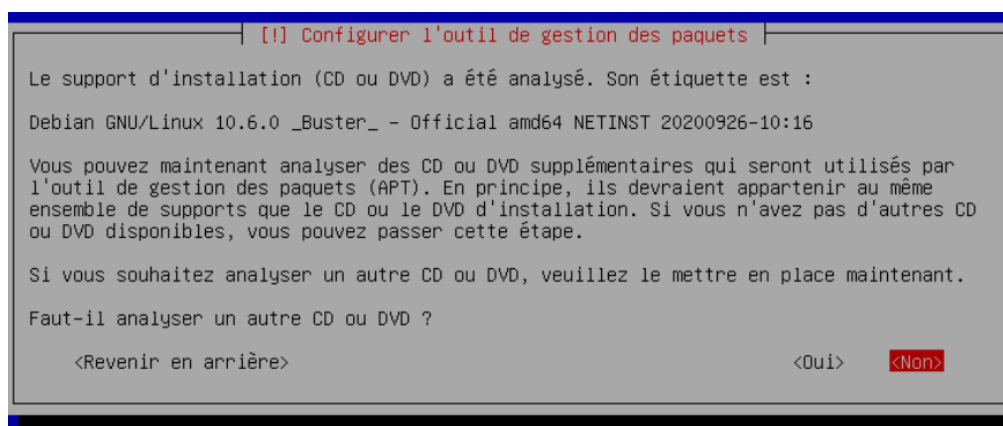 [!] Configurer l'outil de gestion des paquets
Le support d'installation (CD ou DVD) a été analysé. Son étiquette est :
Debian GNU/Linux 10.6.0 _Buster_ - Official amd64 NETINST 20200926-10:16
Vous pouvez maintenant analyser des CD ou DVD supplémentaires qui seront utilisés par
l'outil de gestion des paquets (APT). En principe, ils devraient appartenir au même
ensemble de supports que le CD ou le DVD d'installation. Si vous n'avez pas d'autres CD
ou DVD disponibles, vous pouvez passer cette étape.
Si vous souhaitez analyser un autre CD ou DVD, veuillez le mettre en place maintenant.
Faut-il analyser un autre CD ou DVD ?
<Revenir en arrière> <Oui> <Non>